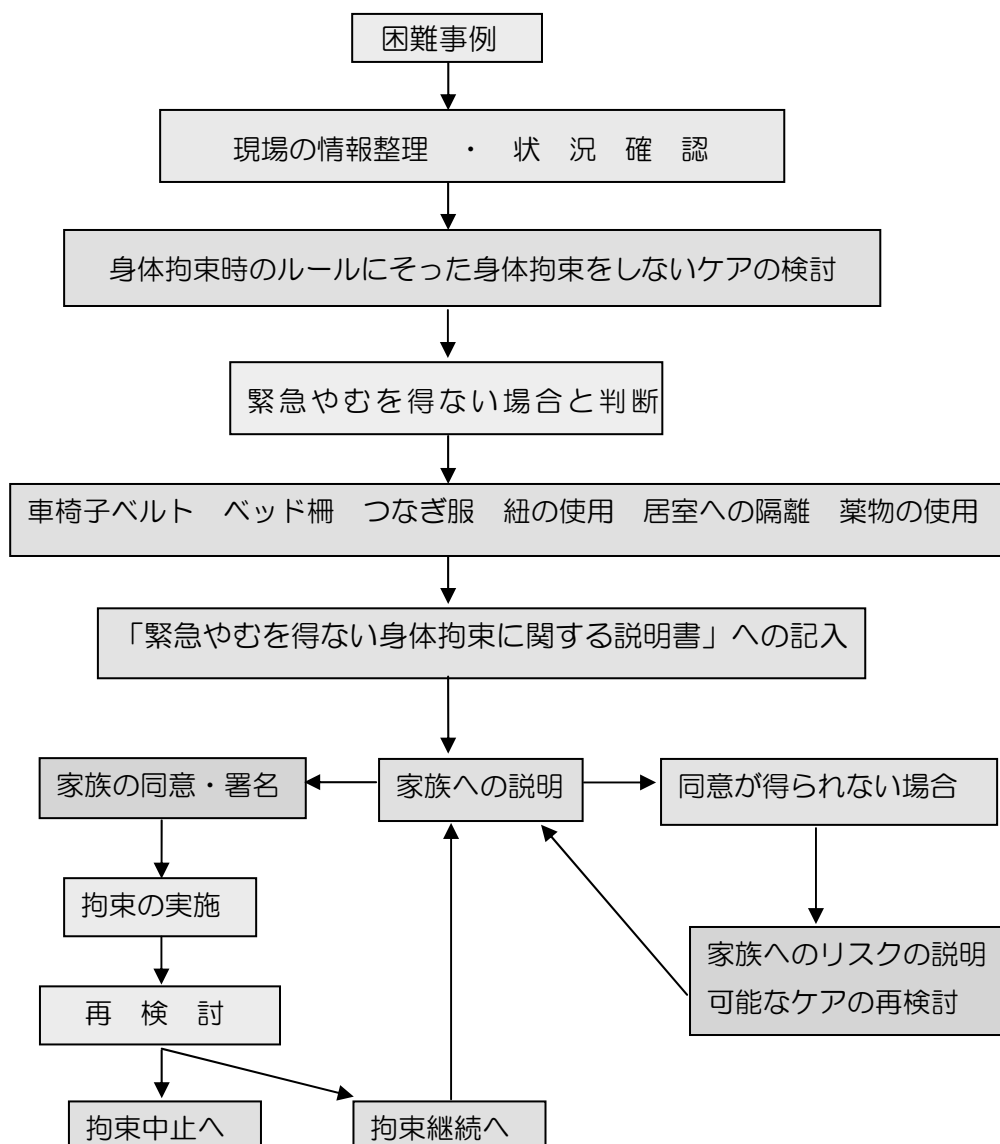 困難事例
現場の情報整理　・　状　況　確　認
身体拘束時のルールにそった身体拘束をしないケアの検討
緊急やむを得ない場合と判断
車椅子ベルト　ベッド柵　つなぎ服　紐の使用　居室への隔離　薬物の使用
「緊急やむを得ない身体拘束に関する説明書」への記入
家族の同意・署名
家族への説明
同意が得られない場合
拘束の実施
家族へのリスクの説明
可能なケアの再検討
再　検　討
拘束中止へ
拘束継続へ